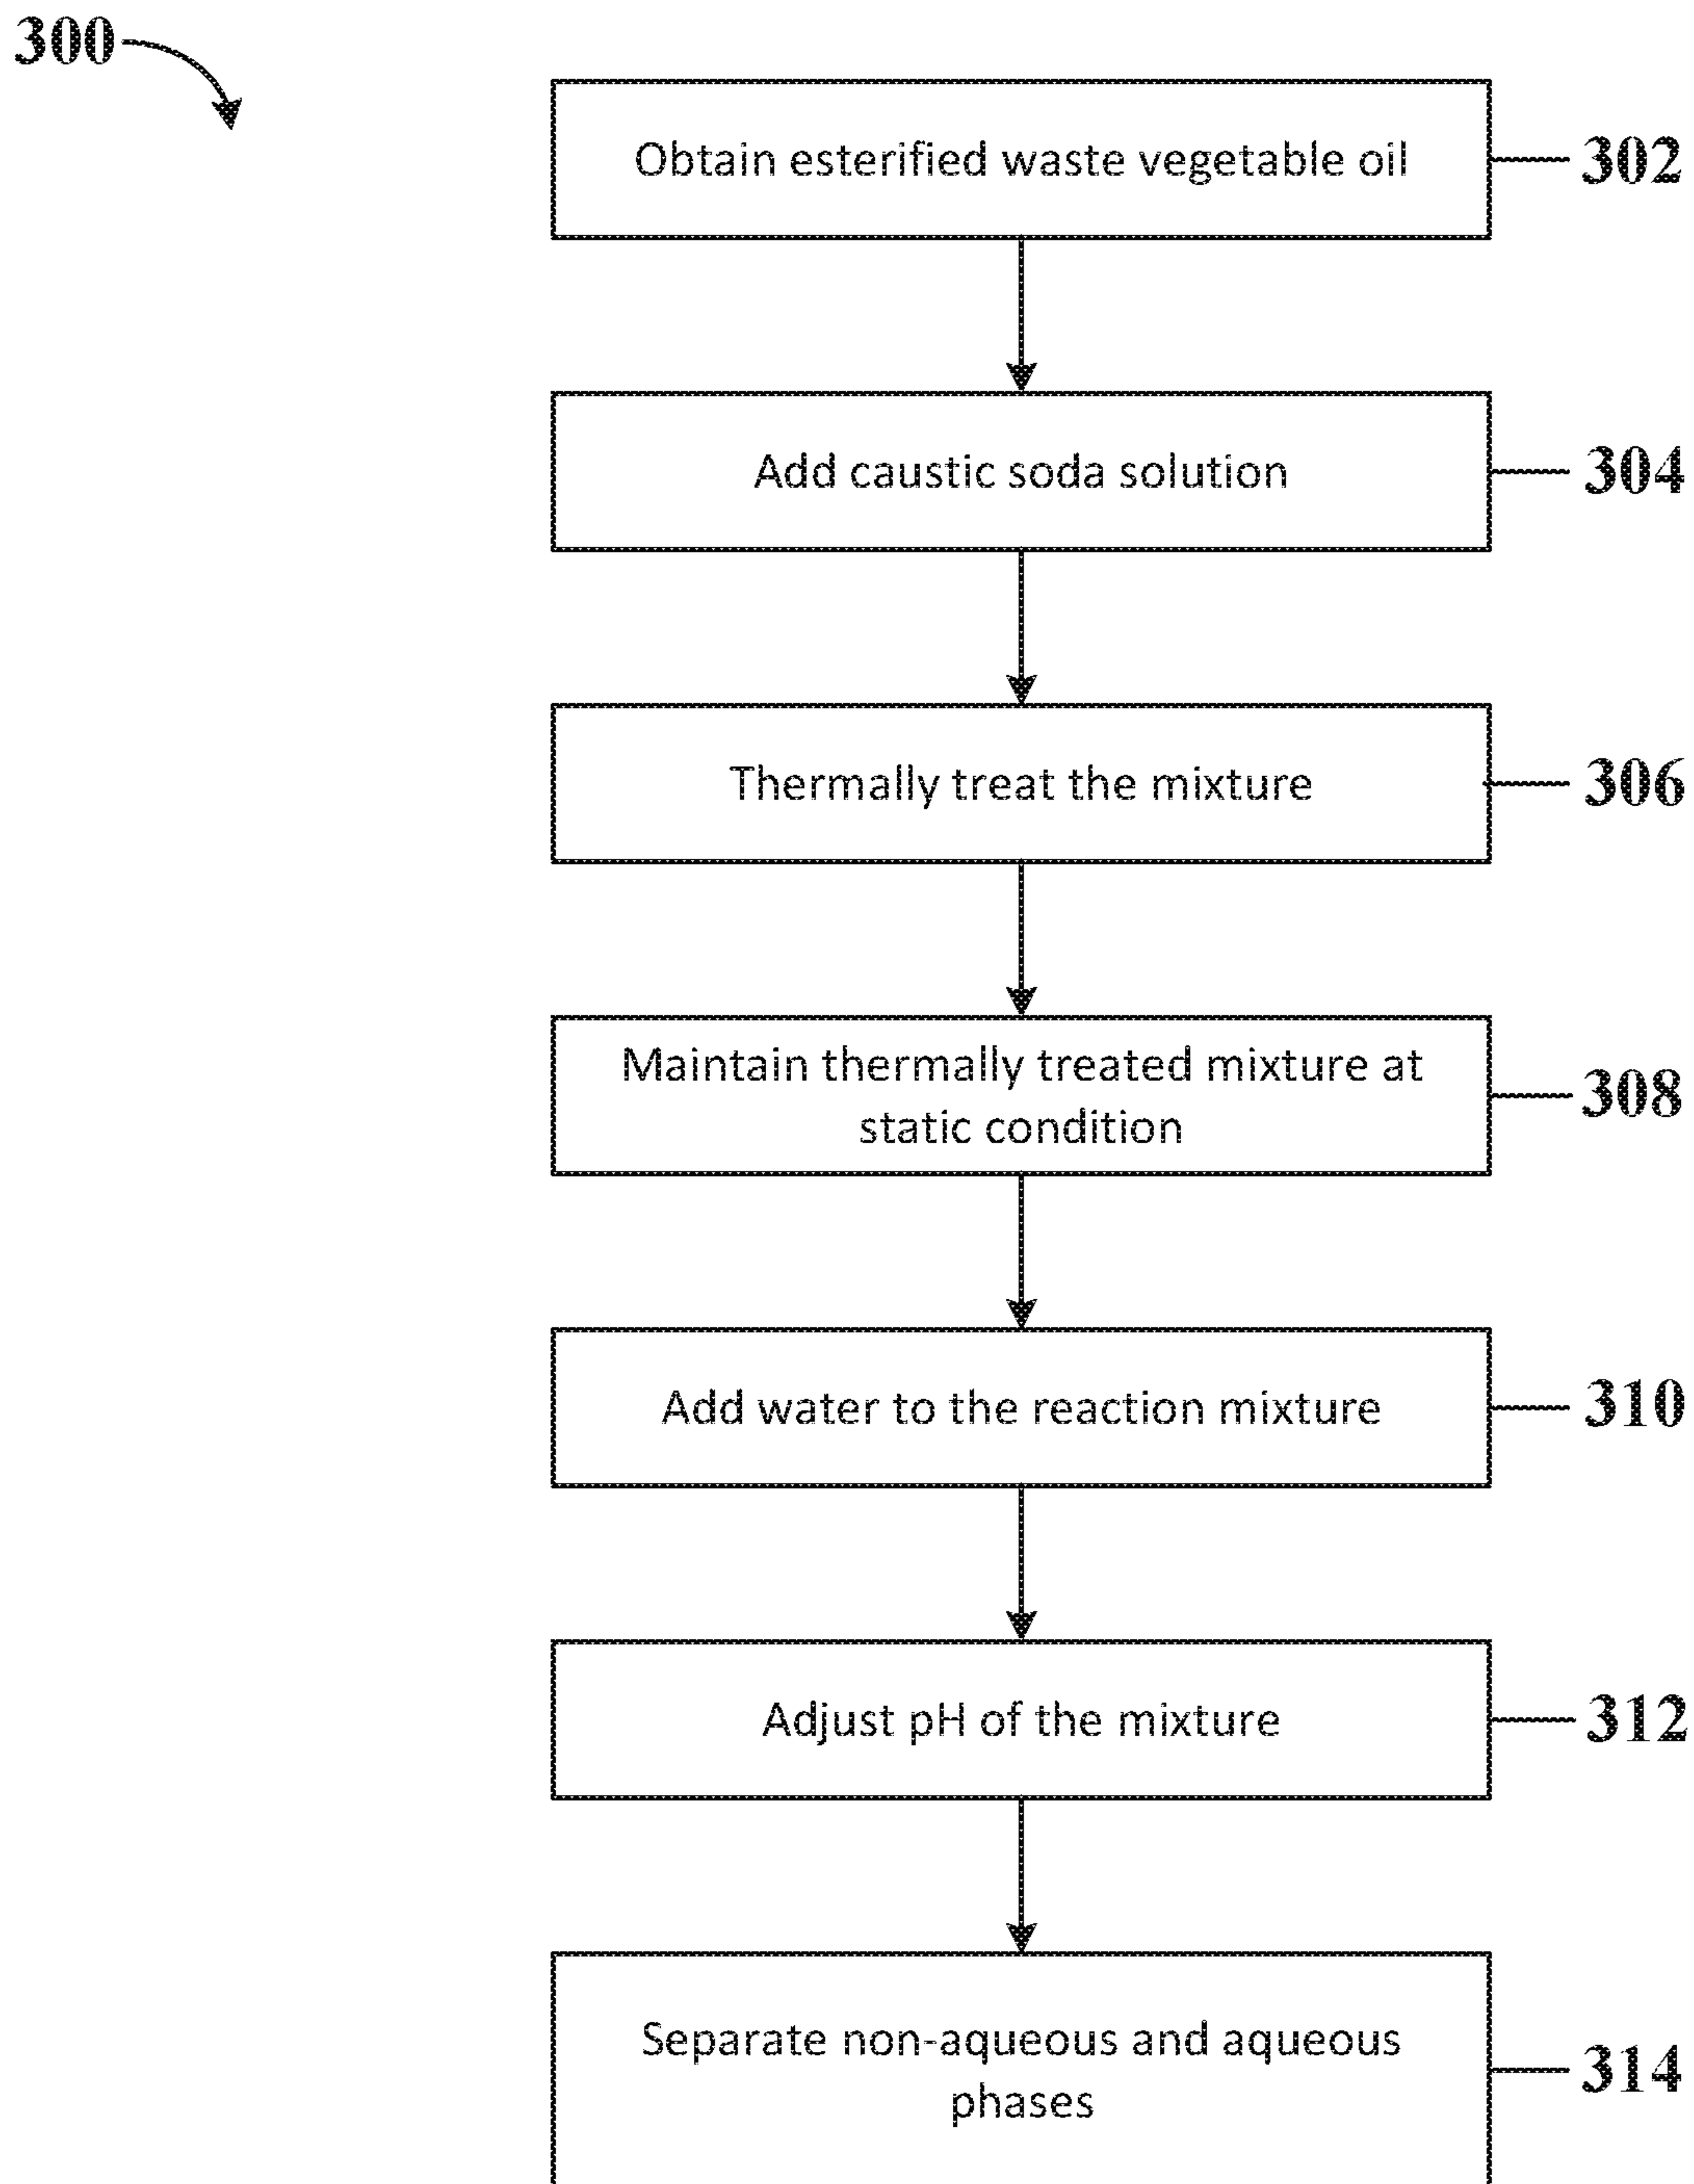 300
Obtain esterified waste vegetable oil
302
Add caustic soda solution
304
Thermally treat the mixture
306
Maintain thermally treated mixture at
static condition
308
Add water to the reaction mixture
310
Adjust pH of the mixture
312
Separate non-aqueous and aqueous
phases
314